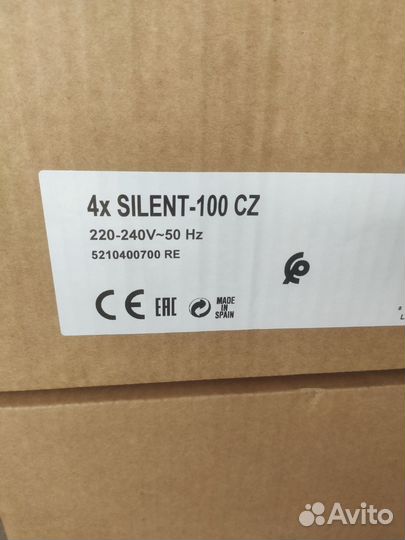 4x SILENT-100 CZ
220-240V~50 Hz
5210400700 RE
CE EAC MADE IN SPAIN
Avito